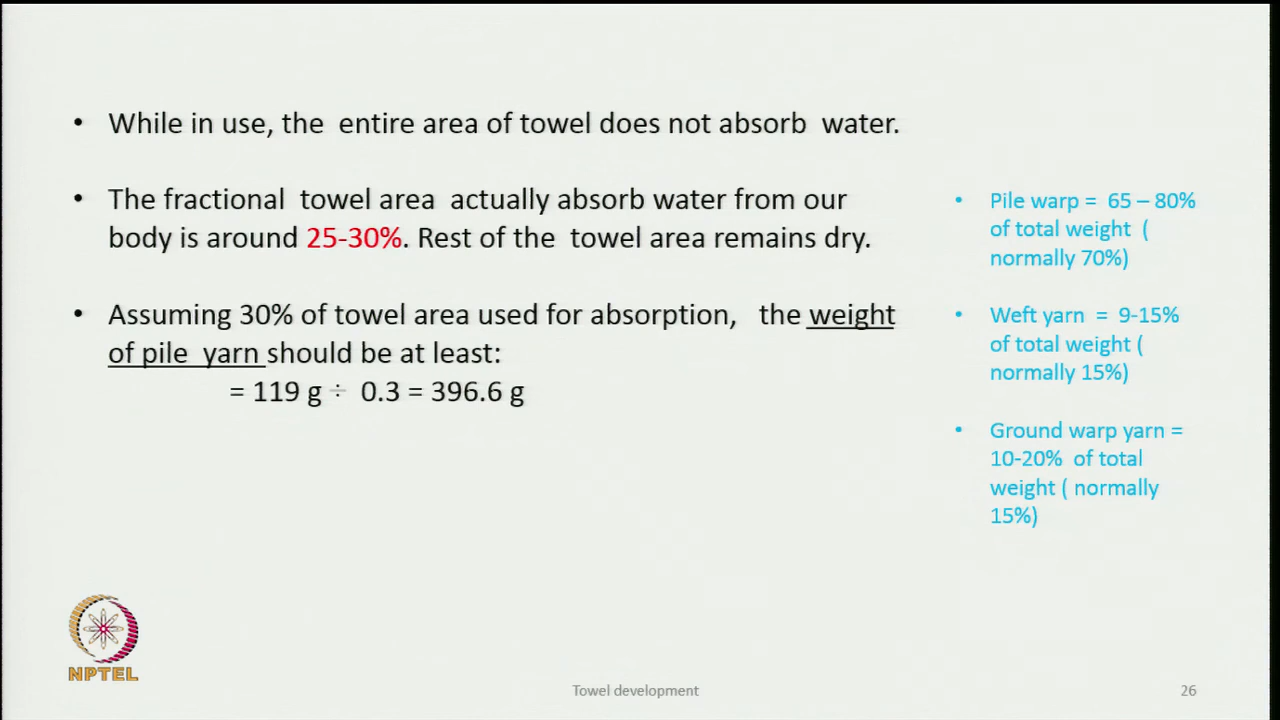 • While in use, the entire area of towel does not absorb water.
• The fractional towel area actually absorb water from our
body is around 25-30%. Rest of the towel area remains dry.
• Assuming 30% of towel area used for absorption, the weight
of pile yarn should be at least:
= 119 g ÷ 0.3 = 396.6 g
• Pile warp = 65 – 80%
of total weight (
normally 70%)
• Weft yarn = 9-15%
of total weight (
normally 15%)
• Ground warp yarn =
10-20% of total
weight ( normally
15%)
NPTEL
Towel development
26